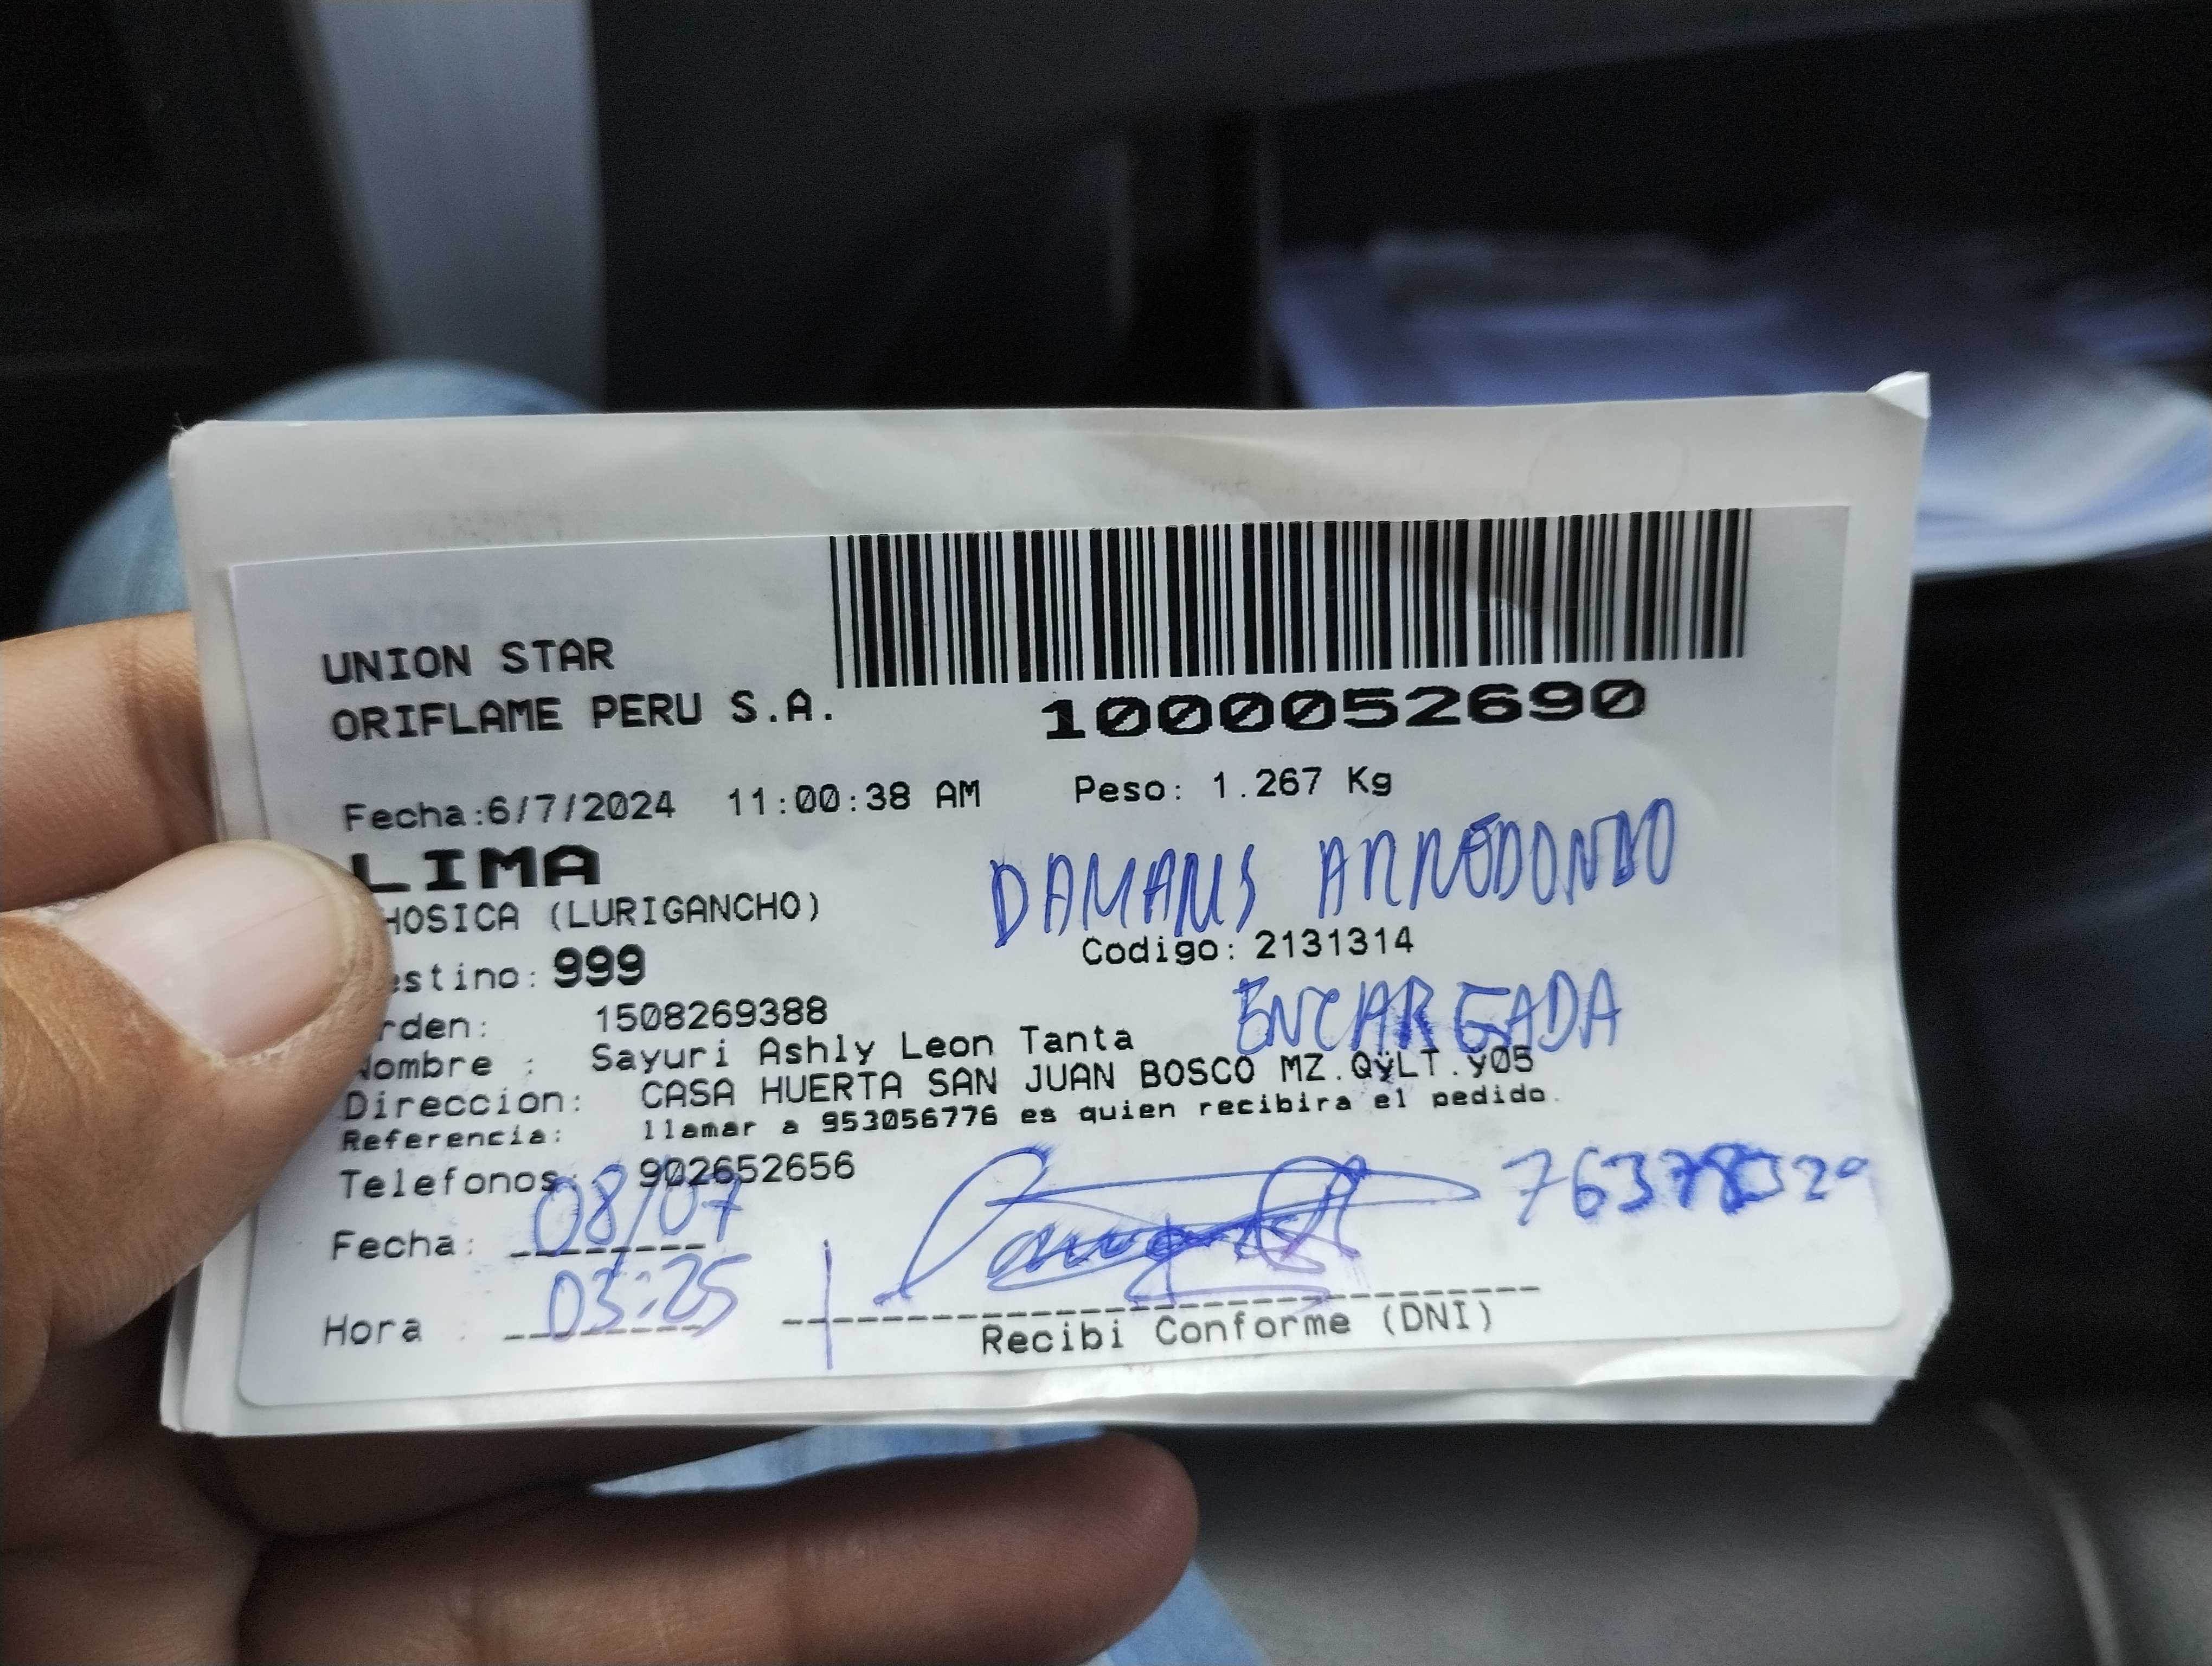 UNION STAR
ORIFLAME PERU S.A.
1000052690
Fecha:6/7/2024 11:00:38 AM Peso: 1.267 Kg
LIMA
HOSICA (LURIGANCHO)
DAMARIS ARREDONDO
estino: 999 Codigo: 2131314
ENCARGADA
rden: 1508269388
Nombre : Sayuri Ashly Leon Tanta
Direccion: CASA HUERTA SAN JUAN BOSCO MZ.QÿLT.ý05
Referencia: llamar a 953056776 es quien recibira el pedido.
Telefonos: 902652656
Fecha: 08/07
Hora : 03:25
Recibi Conforme (DNI)